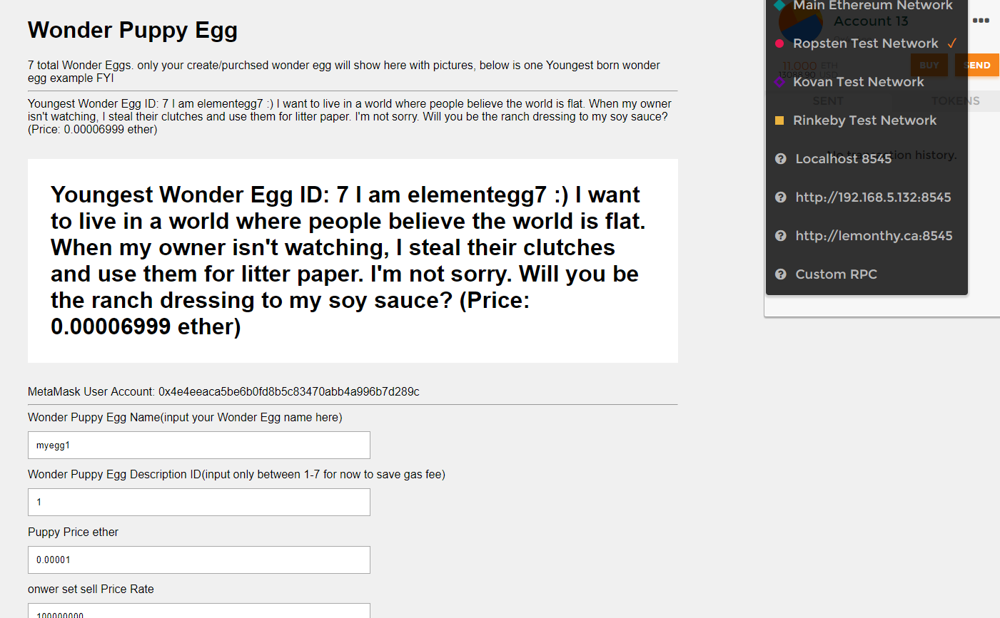 Wonder Puppy Egg
7 total Wonder Eggs. only your create/purchsed wonder egg will show here with pictures, below is one Youngest born wonder
egg example FYI
Youngest Wonder Egg ID: 7 I am elementegg7 :) I want to live in a world where people believe the world is flat. When my owner
isn't watching, I steal their clutches and use them for litter paper. I'm not sorry. Will you be the ranch dressing to my soy sauce?
(Price: 0.00006999 ether)
Youngest Wonder Egg ID: 7 I am elementegg7 :) I want
to live in a world where people believe the world is flat.
When my owner isn't watching, I steal their clutches
and use them for litter paper. I'm not sorry. Will you be
the ranch dressing to my soy sauce? (Price:
0.00006999 ether)
MetaMask User Account: 0x4e4eeaca5be6b0fd8b5c83470abb4a996b7d289c
Wonder Puppy Egg Name(input your Wonder Egg name here)
myegg1
Wonder Puppy Egg Description ID(input only between 1-7 for now to save gas fee)
1
Puppy Price ether
0.00001
onwer set sell Price Rate
100000000
Main Ethereum Network
Account 13
Ropsten Test Network ✓
11.000 ETH
13088.90 USD
BUY
SEND
Kovan Test Network
SENT
TOKENS
Rinkeby Test Network
No transaction history.
Localhost 8545
http://192.168.5.132:8545
http://lemonthy.ca:8545
Custom RPC